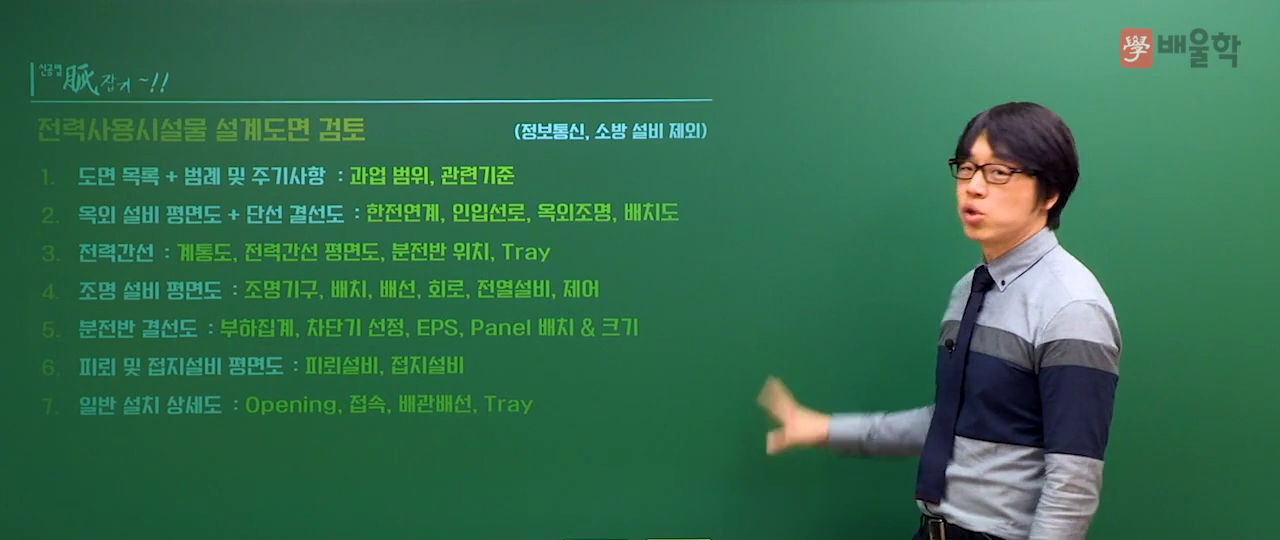 신공법 脈 잡기 ~!!
學 배울학
전력사용시설물 설계도면 검토
(정보통신, 소방 설비 제외)
1. 도면 목록 + 범례 및 주기사항 : 과업 범위, 관련기준
2. 옥외 설비 평면도 + 단선 결선도 : 한전연계, 인입선로, 옥외조명, 배치도
3. 전력간선 : 계통도, 전력간선 평면도, 분전반 위치, Tray
4. 조명 설비 평면도 : 조명기구, 배치, 배선, 회로, 전열설비, 제어
5. 분전반 결선도 : 부하집계, 차단기 선정, EPS, Panel 배치 & 크기
6. 피뢰 및 접지설비 평면도 : 피뢰설비, 접지설비
7. 일반 설치 상세도 : Opening, 접속, 배관배선, Tray